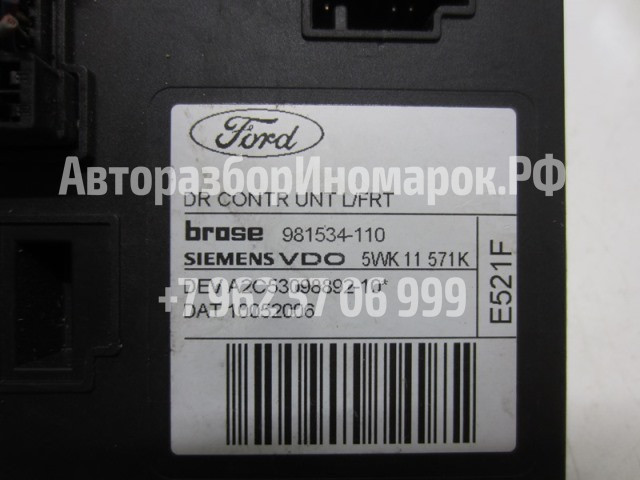 Ford
АвторазборИномарок.РФ
DR CONTR UNT L/FRT
brose 981534-110
SIEMENS VDO 5WK 11 571K
DEV A2C53098892-10*
+7962 57 06 999
DAT 10052006
E521F